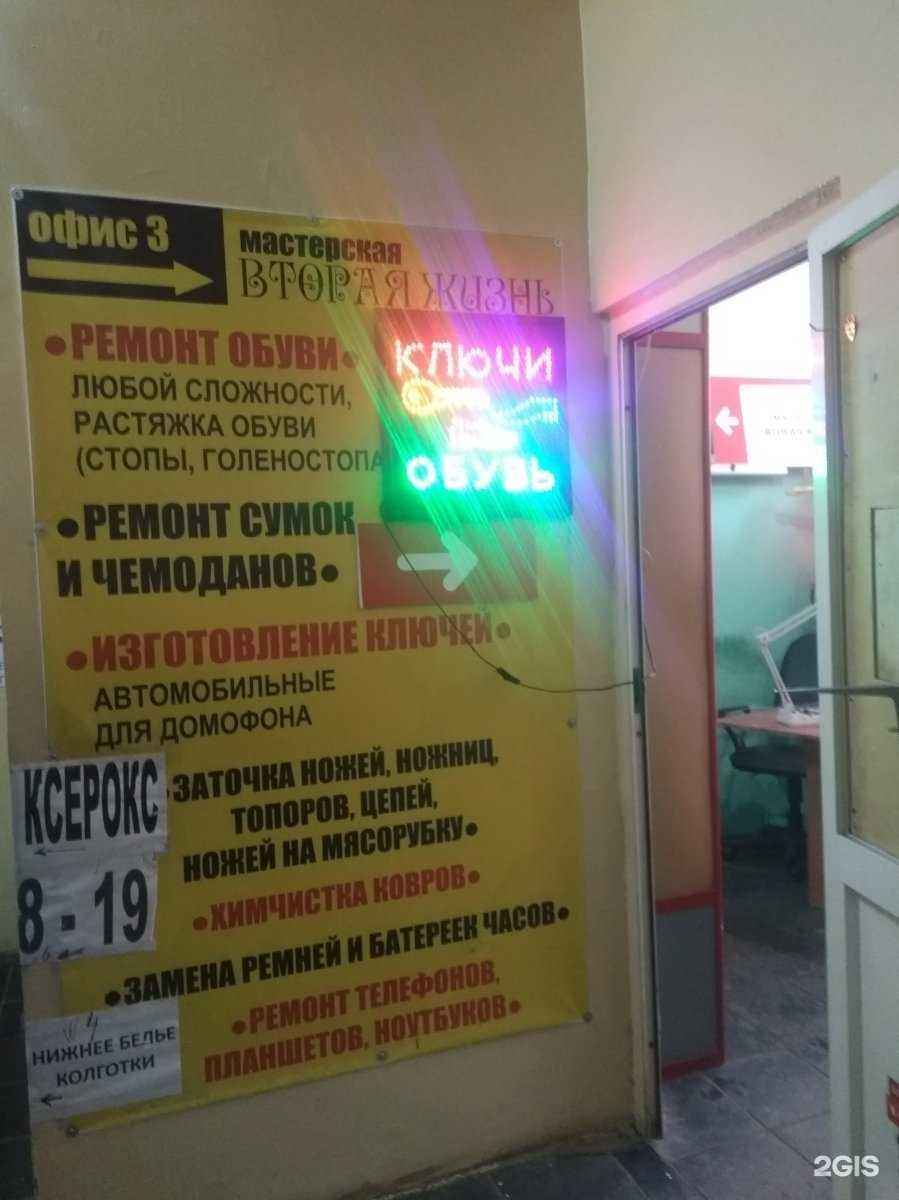 офис 3
мастерская
ВТОРАЯ ЖИЗНЬ
•РЕМОНТ ОБУВИ•
ЛЮБОЙ СЛОЖНОСТИ,
РАСТЯЖКА ОБУВИ
(СТОПЫ, ГОЛЕНОСТОПА
КЛЮЧИ
ОБУВЬ
•РЕМОНТ СУМОК
И ЧЕМОДАНОВ•
•ИЗГОТОВЛЕНИЕ КЛЮЧЕЙ•
АВТОМОБИЛЬНЫЕ
ДЛЯ ДОМОФОНА
КСЕРОКС
8 - 19
•ЗАТОЧКА НОЖЕЙ, НОЖНИЦ,
ТОПОРОВ, ЦЕПЕЙ,
НОЖЕЙ НА МЯСОРУБКУ•
•ХИМЧИСТКА КОВРОВ•
•ЗАМЕНА РЕМНЕЙ И БАТЕРЕЕК ЧАСОВ•
•РЕМОНТ ТЕЛЕФОНОВ,
ПЛАНШЕТОВ, НОУТБУКОВ•
НИЖНЕЕ БЕЛЬЕ
КОЛГОТКИ
2GIS